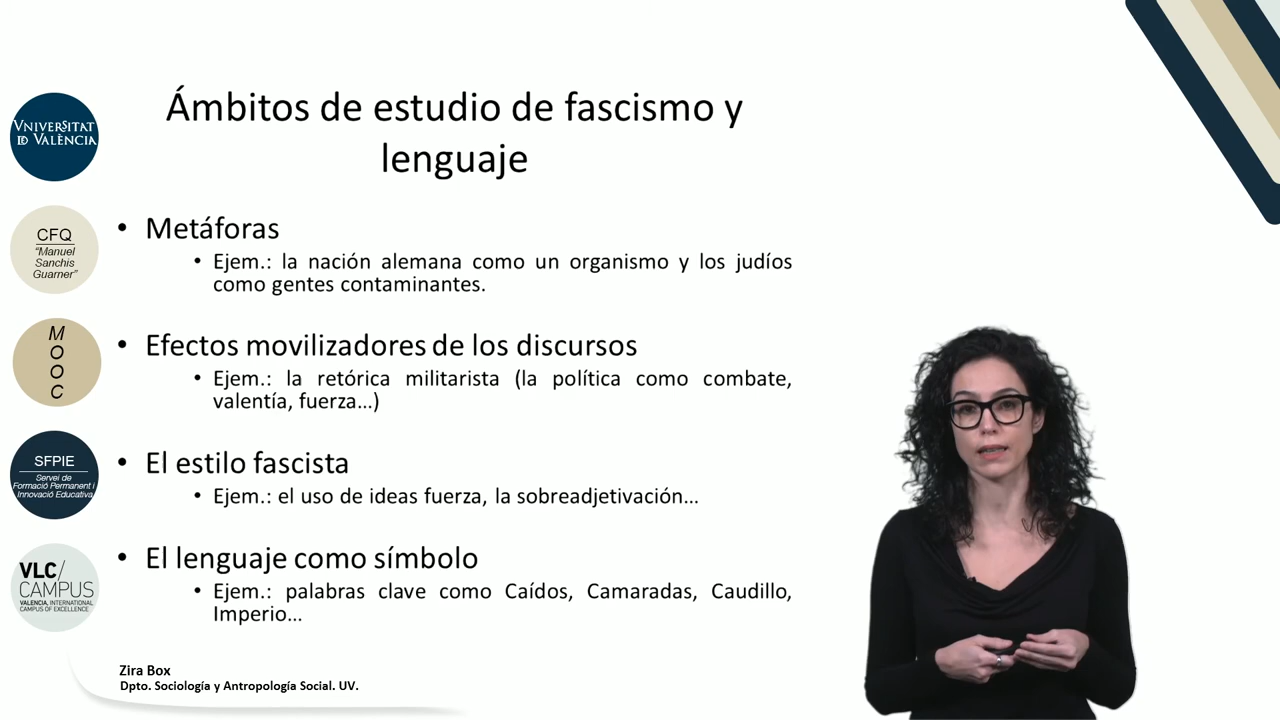 Ámbitos de estudio de fascismo y
lenguaje
VNIVERSITAT
ID VALÈNCIA
CFQ
"Manuel
Sanchis
Guarner"
M
O
O
C
SFPIE
Servei de
Formació Permanent i
Innovació Educativa
VLC/
CAMPUS
VALENCIA, INTERNATIONAL
CAMPUS OF EXCELLENCE
• Metáforas
• Ejem.: la nación alemana como un organismo y los judíos
como gentes contaminantes.
• Efectos movilizadores de los discursos
• Ejem.: la retórica militarista (la política como combate,
valentía, fuerza...)
• El estilo fascista
• Ejem.: el uso de ideas fuerza, la sobreadjetivación...
• El lenguaje como símbolo
• Ejem.: palabras clave como Caídos, Camaradas, Caudillo,
Imperio...
Zira Box
Dpto. Sociología y Antropología Social. UV.